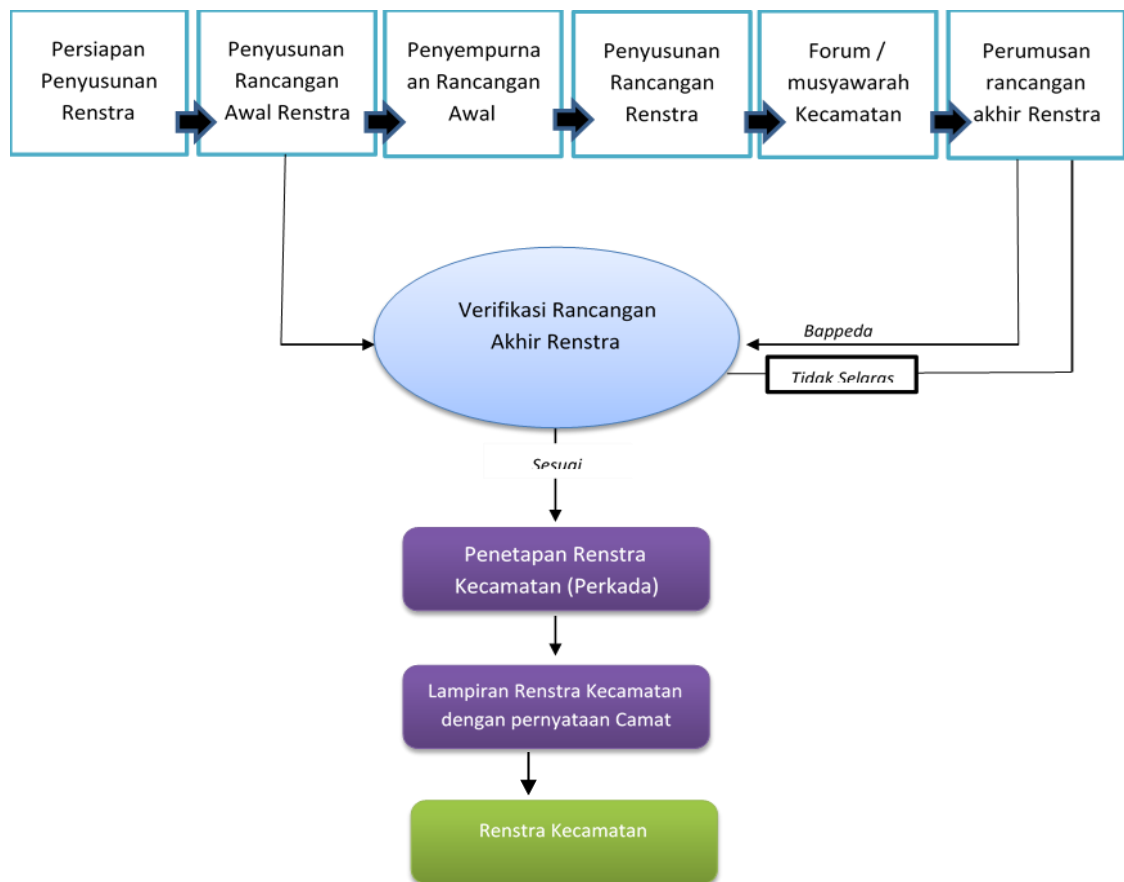 Persiapan
Penyusunan
Renstra
Penyusunan
Rancangan
Awal Renstra
Penyempurna
an Rancangan
Awal
Penyusunan
Rancangan
Renstra
Forum /
musyawarah
Kecamatan
Perumusan
rancangan
akhir Renstra
Verifikasi Rancangan
Akhir Renstra
Bappeda
Tidak Selaras
Sesuai
Penetapan Renstra
Kecamatan (Perkada)
Lampiran Renstra Kecamatan
dengan pernyataan Camat
Renstra Kecamatan